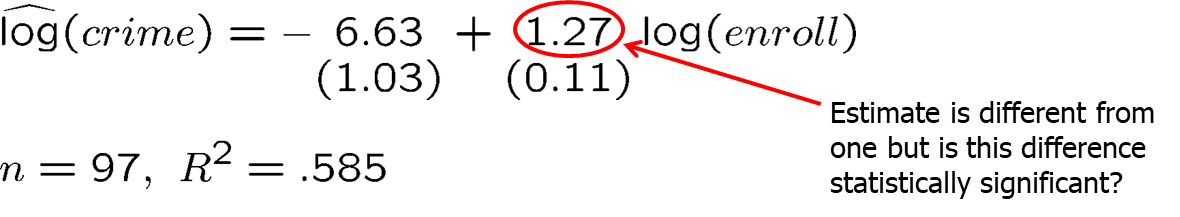 log^(crime) = − 6.63 + 1.27 log(enroll)
(1.03) (0.11)
Estimate is different from
one but is this difference
statistically significant?
n = 97, R² = .585